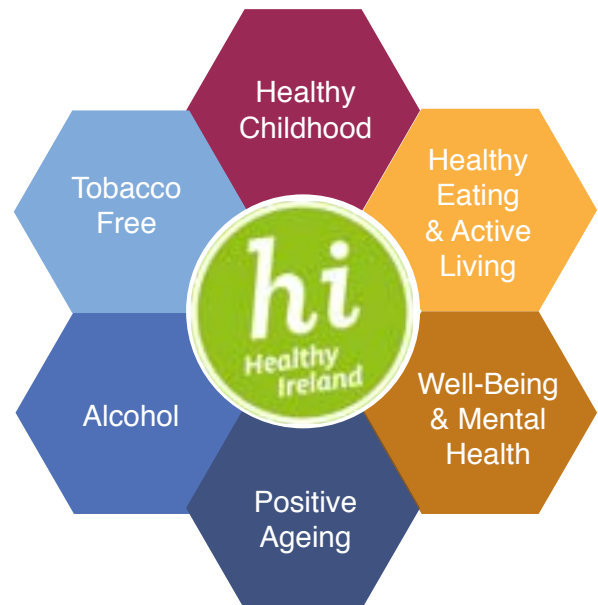 Healthy
Childhood
Healthy
Eating
& Active
Living
Well-Being
& Mental
Health
Positive
Ageing
Alcohol
Tobacco
Free
hi
Healthy
Ireland